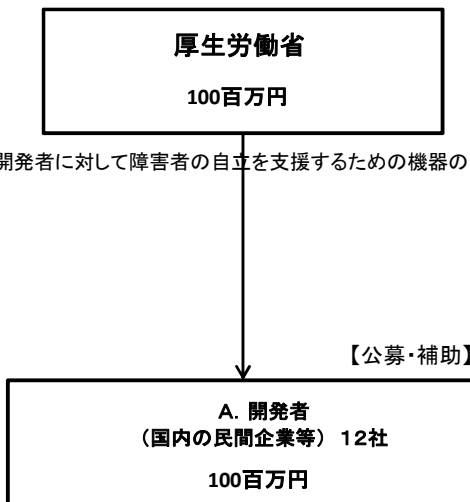 厚生労働省
100百万円
開発者に対して障害者の自立を支援するための機器の
【公募・補助】
A. 開発者
（国内の民間企業等） 12社
100百万円